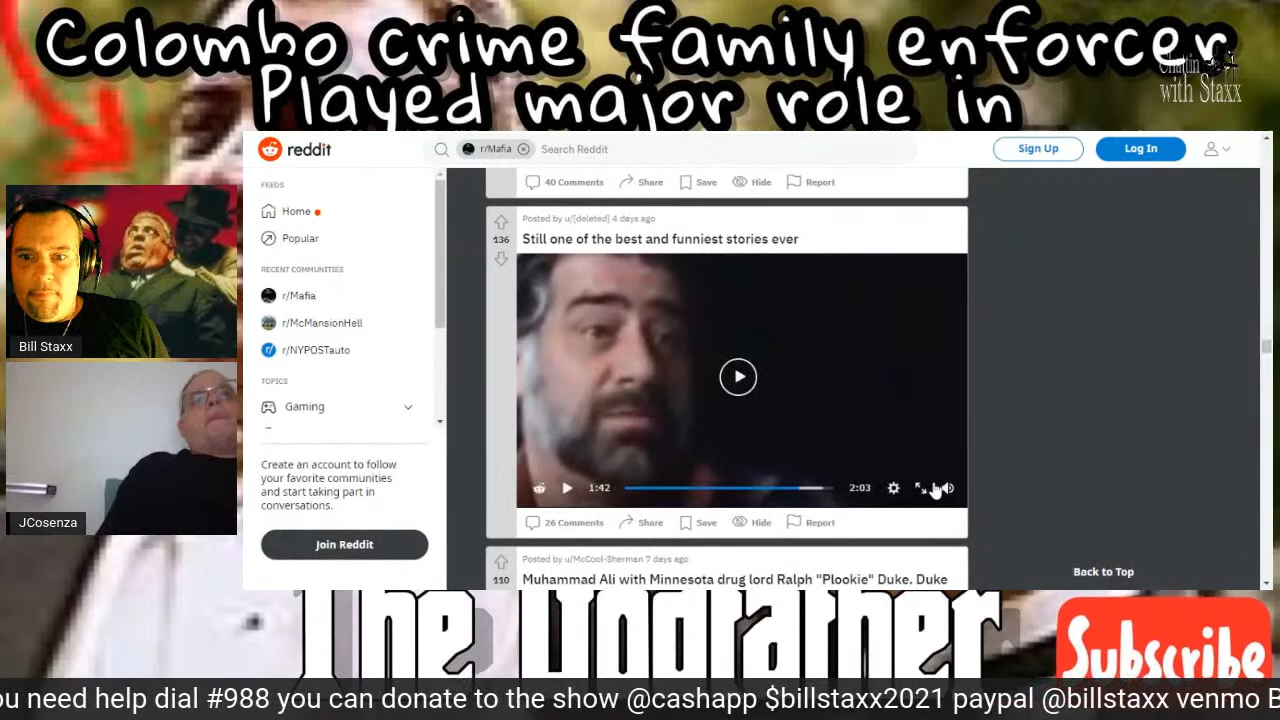 Colombo crime family enforcer
Chattin
with Staxx
Played major role in
reddit
r/Mafia
Search Reddit
Sign Up
Log In
FEEDS
Home
Popular
RECENT COMMUNITIES
r/Mafia
r/McMansionHell
r/NYPOSTauto
TOPICS
Gaming
Create an account to follow
your favorite communities
and start taking part in
conversations.
Join Reddit
40 Comments Share Save Hide Report
Posted by u/[deleted] 4 days ago
136
Still one of the best and funniest stories ever
1:42
2:03
26 Comments Share Save Hide Report
Posted by u/McCool-Sherman 7 days ago
110
Muhammad Ali with Minnesota drug lord Ralph "Plookie" Duke. Duke
Back to Top
Bill Staxx
JCosenza
The Godfather
Subscribe
ou need help dial #988 you can donate to the show @cashapp $billstaxx2021 paypal @billstaxx venmo B